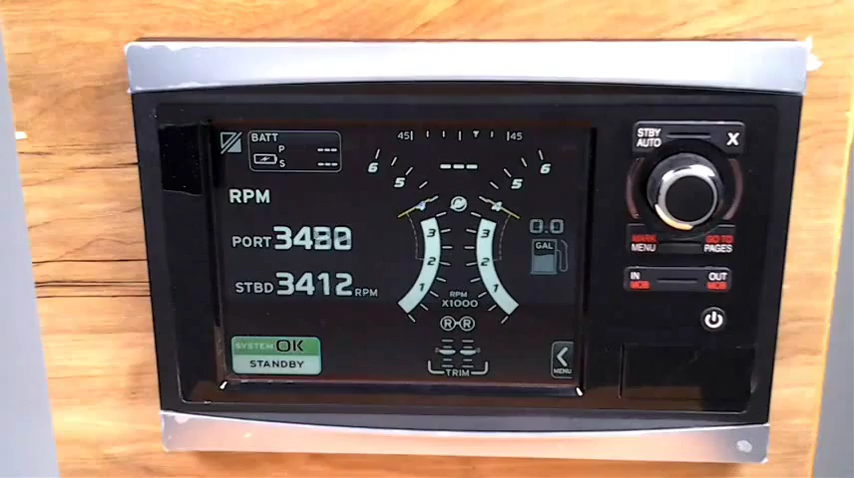 BATT
P ---
S ---
45 45
---
6 5 4 3 2 1
6 5 4 3 2 1
RPM
PORT 3480
STBD 3412 RPM
RPM
X1000
0.0
GAL
R-R
SYSTEM OK
STANDBY
TRIM
MENU
STBY
AUTO
X
MARK
MENU
GO TO
PAGES
IN
MOB
OUT
MOB